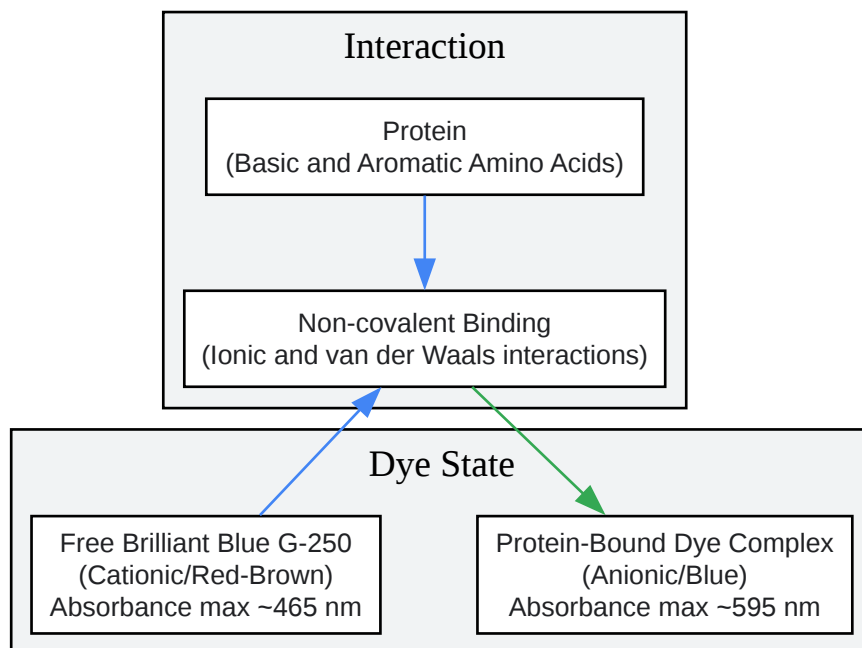 Interaction
Protein
(Basic and Aromatic Amino Acids)
Non-covalent Binding
(Ionic and van der Waals interactions)
Dye State
Free Brilliant Blue G-250
(Cationic/Red-Brown)
Absorbance max ~465 nm
Protein-Bound Dye Complex
(Anionic/Blue)
Absorbance max ~595 nm